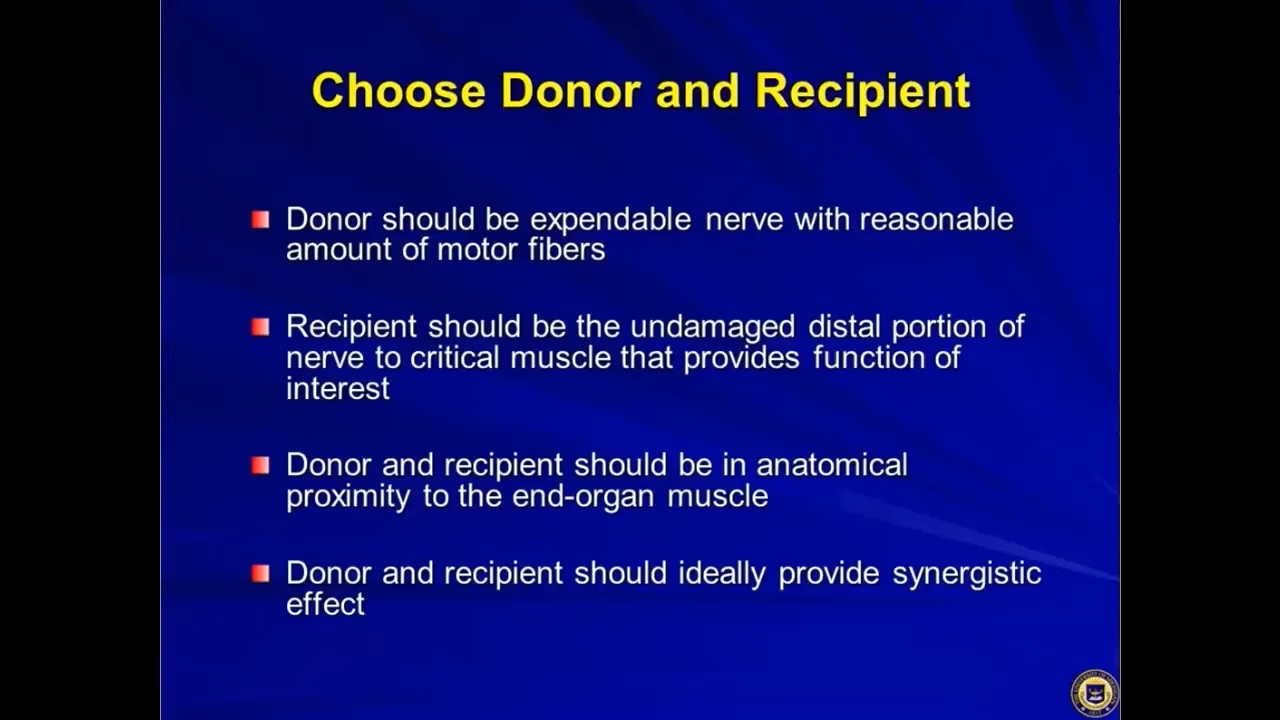 Choose Donor and Recipient
Donor should be expendable nerve with reasonable
amount of motor fibers
Recipient should be the undamaged distal portion of
nerve to critical muscle that provides function of
interest
Donor and recipient should be in anatomical
proximity to the end-organ muscle
Donor and recipient should ideally provide synergistic
effect